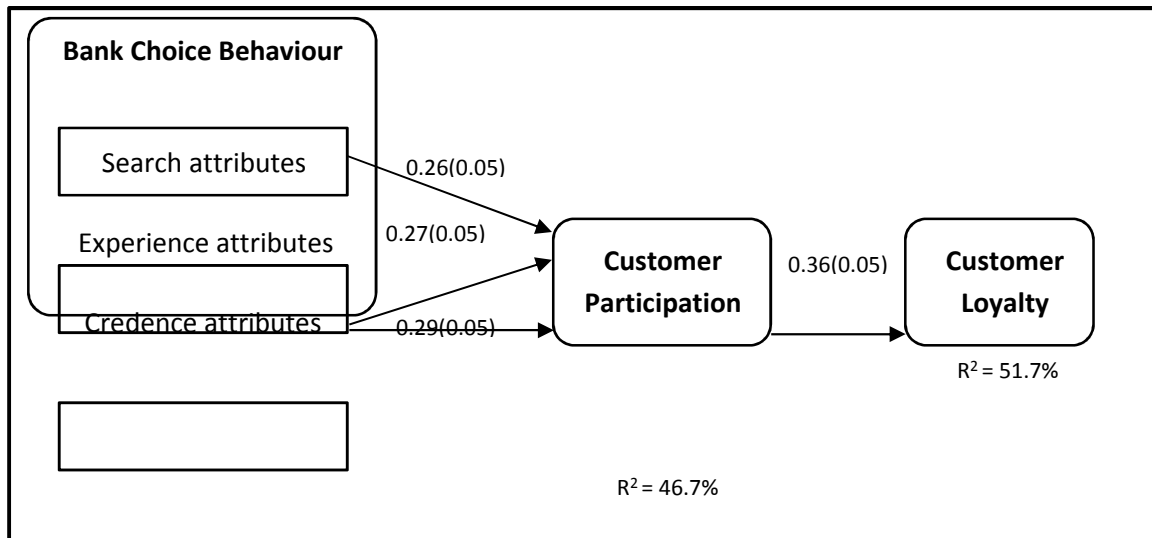 Bank Choice Behaviour
Search attributes
0.26(0.05)
Experience attributes
0.27(0.05)
Customer
Participation
0.36(0.05)
Customer
Loyalty
Credence attributes
0.29(0.05)
R² = 51.7%
R² = 46.7%